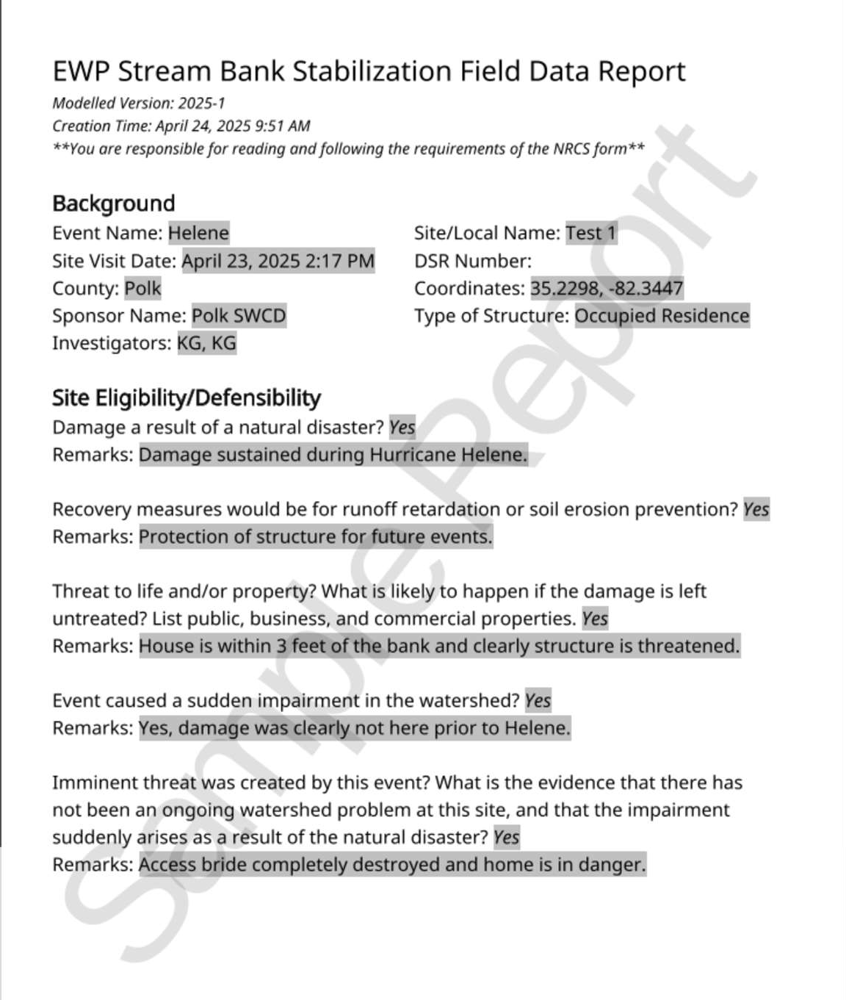 EWP Stream Bank Stabilization Field Data Report
Modelled Version: 2025-1
Creation Time: April 24, 2025 9:51 AM
**You are responsible for reading and following the requirements of the NRCS form**
Background
Event Name: Helene
Site Visit Date: April 23, 2025 2:17 PM
County: Polk
Sponsor Name: Polk SWCD
Investigators: KG, KG
Site/Local Name: Test 1
DSR Number:
Coordinates: 35.2298, -82.3447
Type of Structure: Occupied Residence
Site Eligibility/Defensibility
Damage a result of a natural disaster? Yes
Remarks: Damage sustained during Hurricane Helene.
Recovery measures would be for runoff retardation or soil erosion prevention? Yes
Remarks: Protection of structure for future events.
Threat to life and/or property? What is likely to happen if the damage is left
untreated? List public, business, and commercial properties. Yes
Remarks: House is within 3 feet of the bank and clearly structure is threatened.
Event caused a sudden impairment in the watershed? Yes
Remarks: Yes, damage was clearly not here prior to Helene.
Imminent threat was created by this event? What is the evidence that there has
not been an ongoing watershed problem at this site, and that the impairment
suddenly arises as a result of the natural disaster? Yes
Remarks: Access bride completely destroyed and home is in danger.
Sample Report